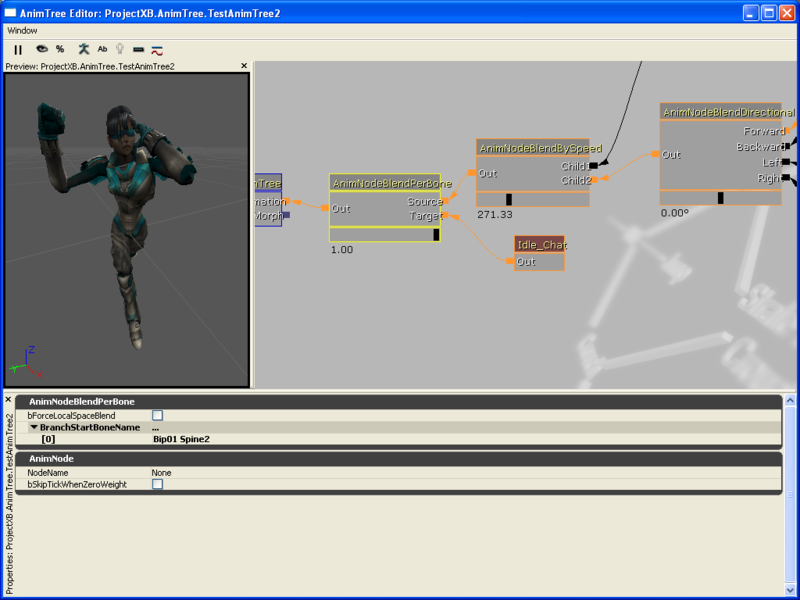 AnimTree Editor: ProjectXB.AnimTree.TestAnimTree2
Window
% Ab
Preview: ProjectXB.AnimTree.TestAnimTree2
Z
AnimNodeBlendDirectional
Forward
Backward
Out
Left
Right
0.00°
AnimNodeBlendBySpeed
Child1
Out
Child2
271.33
mTree
mation
Morph
AnimNodeBlendPerBone
Source
Out
Target
1.00
Idle_Chat
Out
Properties: ProjectXB.AnimTree.TestAnimTree2
AnimNodeBlendPerBone
bForceLocalSpaceBlend
BranchStartBoneName ...
[0] Bip01 Spine2
AnimNode
NodeName None
bSkipTickWhenZeroWeight